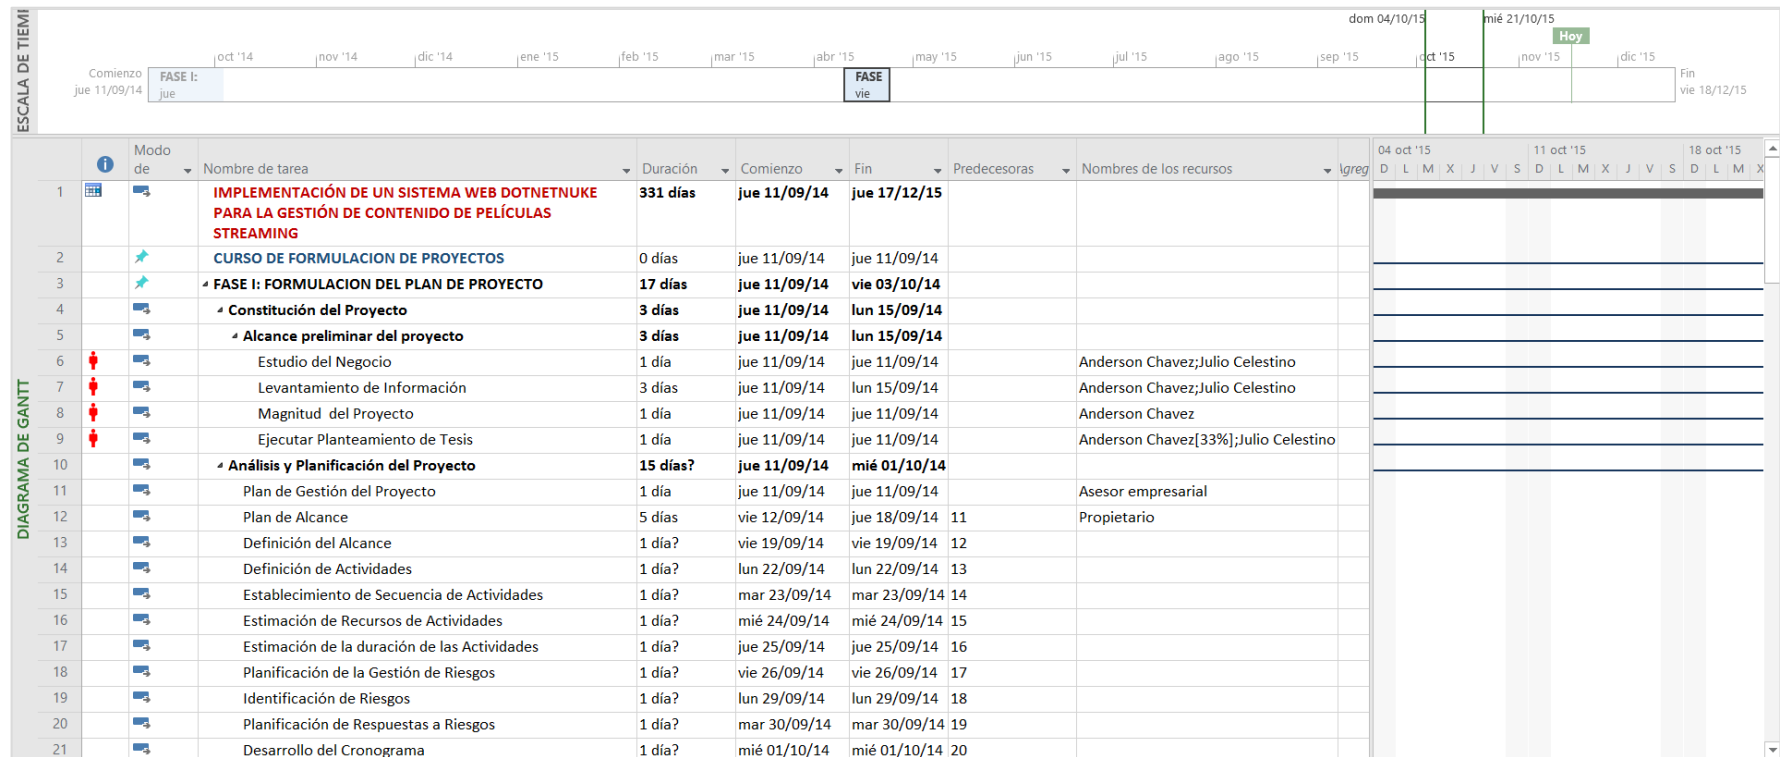 ESCALA DE TIEMP
dom 04/10/15
mié 21/10/15
Hoy
oct '14
nov '14
dic '14
ene '15
feb '15
mar '15
abr '15
may '15
jun '15
jul '15
ago '15
sep '15
oct '15
nov '15
dic '15
Comienzo
jue 11/09/14
FASE I:
jue
FASE
vie
Fin
vie 18/12/15
DIAGRAMA DE GANTT
Modo de Nombre de tarea Duración Comienzo Fin Predecesoras Nombres de los recursos Agreg
04 oct '15 11 oct '15 18 oct '15
D L M X J V S D L M X J V S D L M X
1 IMPLEMENTACIÓN DE UN SISTEMA WEB DOTNETNUKE 331 días jue 11/09/14 jue 17/12/15
PARA LA GESTIÓN DE CONTENIDO DE PELÍCULAS
STREAMING
2 CURSO DE FORMULACION DE PROYECTOS 0 días jue 11/09/14 jue 11/09/14
3 FASE I: FORMULACION DEL PLAN DE PROYECTO 17 días jue 11/09/14 vie 03/10/14
4 Constitución del Proyecto 3 días jue 11/09/14 lun 15/09/14
5 Alcance preliminar del proyecto 3 días jue 11/09/14 lun 15/09/14
6 Estudio del Negocio 1 día jue 11/09/14 jue 11/09/14 Anderson Chavez;Julio Celestino
7 Levantamiento de Información 3 días jue 11/09/14 lun 15/09/14 Anderson Chavez;Julio Celestino
8 Magnitud del Proyecto 1 día jue 11/09/14 jue 11/09/14 Anderson Chavez
9 Ejecutar Planteamiento de Tesis 1 día jue 11/09/14 jue 11/09/14 Anderson Chavez[33%];Julio Celestino
10 Análisis y Planificación del Proyecto 15 días? jue 11/09/14 mié 01/10/14
11 Plan de Gestión del Proyecto 1 día jue 11/09/14 jue 11/09/14 Asesor empresarial
12 Plan de Alcance 5 días vie 12/09/14 jue 18/09/14 11 Propietario
13 Definición del Alcance 1 día? vie 19/09/14 vie 19/09/14 12
14 Definición de Actividades 1 día? lun 22/09/14 lun 22/09/14 13
15 Establecimiento de Secuencia de Actividades 1 día? mar 23/09/14 mar 23/09/14 14
16 Estimación de Recursos de Actividades 1 día? mié 24/09/14 mié 24/09/14 15
17 Estimación de la duración de las Actividades 1 día? jue 25/09/14 jue 25/09/14 16
18 Planificación de la Gestión de Riesgos 1 día? vie 26/09/14 vie 26/09/14 17
19 Identificación de Riesgos 1 día? lun 29/09/14 lun 29/09/14 18
20 Planificación de Respuestas a Riesgos 1 día? mar 30/09/14 mar 30/09/14 19
21 Desarrollo del Cronograma 1 día? mié 01/10/14 mié 01/10/14 20